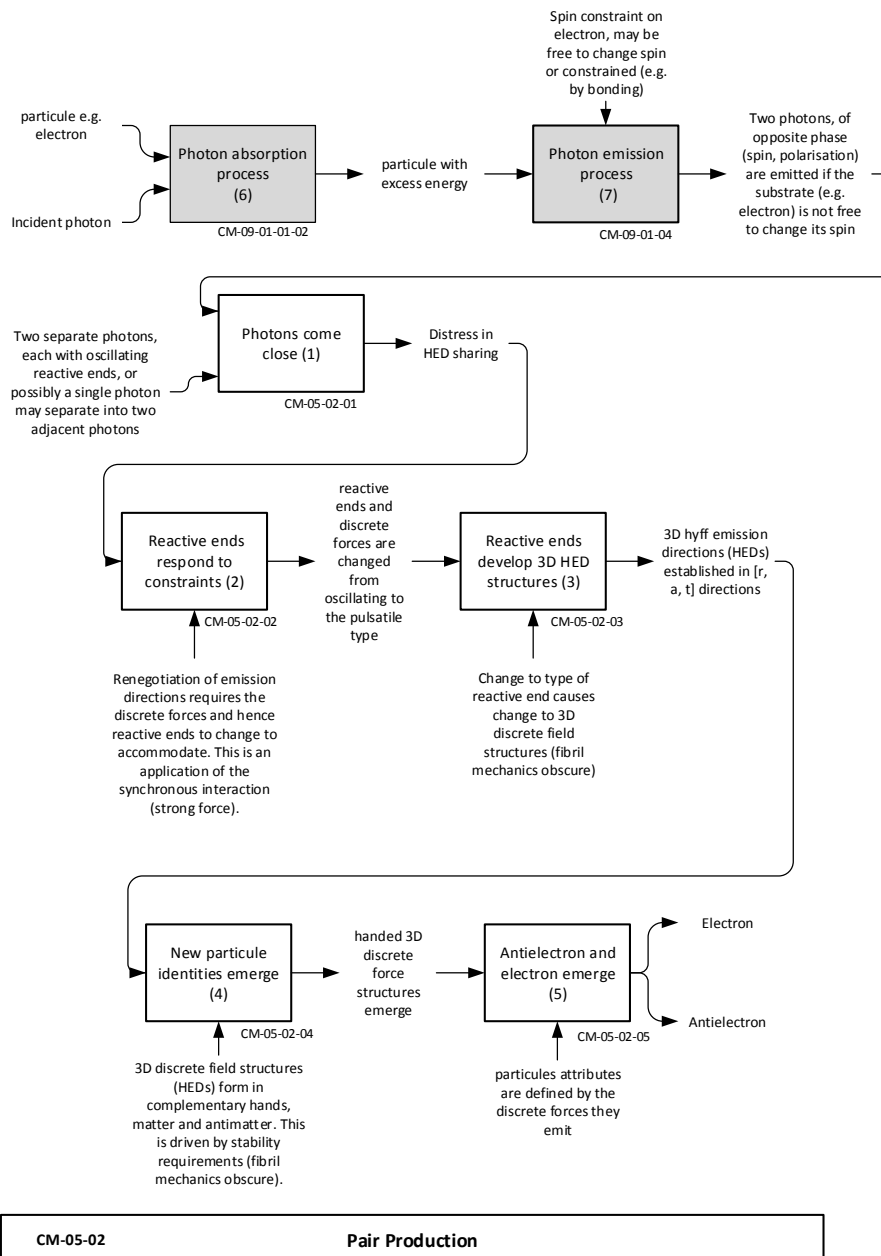 Spin constraint on
electron, may be
free to change spin
or constrained (e.g.
by bonding)
particule e.g.
electron
Incident photon
Photon absorption
process
(6)
CM-09-01-01-02
particule with
excess energy
Photon emission
process
(7)
CM-09-01-04
Two photons, of
opposite phase
(spin, polarisation)
are emitted if the
substrate (e.g.
electron) is not free
to change its spin
Two separate photons,
each with oscillating
reactive ends, or
possibly a single photon
may separate into two
adjacent photons
Photons come
close (1)
CM-05-02-01
Distress in
HED sharing
Reactive ends
respond to
constraints (2)
CM-05-02-02
Renegotiation of emission
directions requires the
discrete forces and hence
reactive ends to change to
accommodate. This is an
application of the
synchronous interaction
(strong force).
reactive
ends and
discrete
forces are
changed
from
oscillating to
the pulsatile
type
Reactive ends
develop 3D HED
structures (3)
CM-05-02-03
Change to type of
reactive end causes
change to 3D
discrete field
structures (fibril
mechanics obscure)
3D hyff emission
directions (HEDs)
established in [r,
a, t] directions
New particule
identities emerge
(4)
CM-05-02-04
3D discrete field structures
(HEDs) form in
complementary hands,
matter and antimatter. This
is driven by stability
requirements (fibril
mechanics obscure).
handed 3D
discrete
force
structures
emerge
Antielectron and
electron emerge
(5)
CM-05-02-05
particules attributes
are defined by the
discrete forces they
emit
Electron
Antielectron
CM-05-02 Pair Production